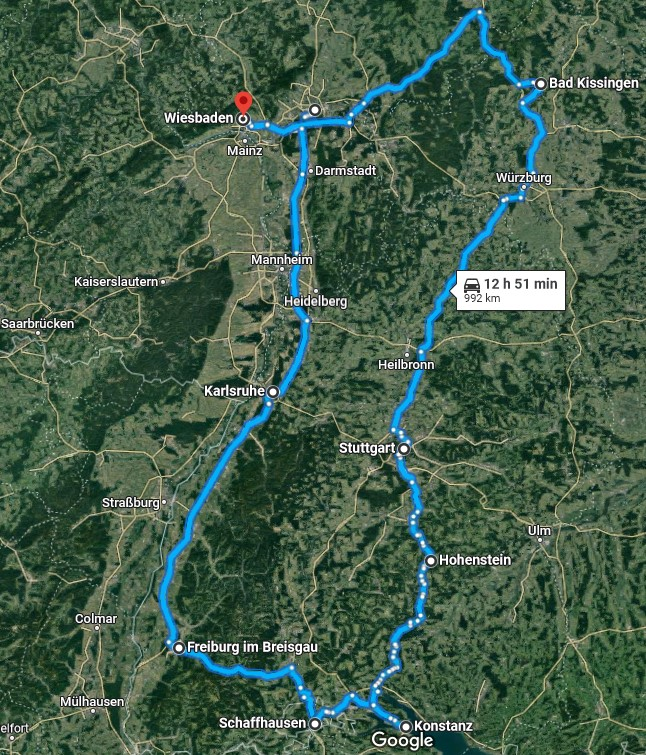 Bad Kissingen
Wiesbaden
Mainz
Darmstadt
Würzburg
Mannheim
12 h 51 min
992 km
Kaiserslautern
Heidelberg
Saarbrücken
Heilbronn
Karlsruhe
Stuttgart
Straßburg
Ulm
Hohenstein
Colmar
Freiburg im Breisgau
Mülhausen
Schaffhausen
Konstanz
elfort
Google